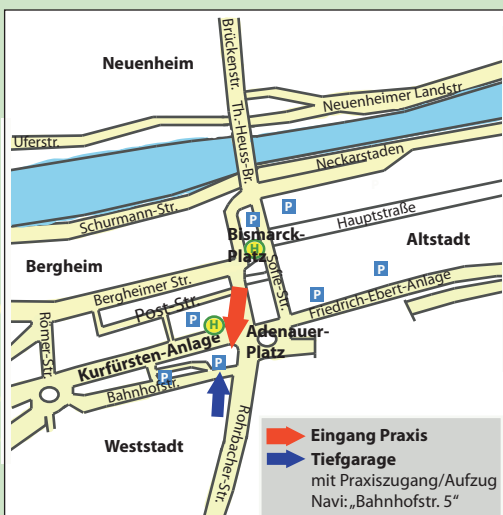 Brückenstr.
Neuenheim
Th.-Heuss-Br.
Neuenheimer Landstr
Uferstr.
Neckarstaden
Schurmann-Str.
P
P
Hauptstraße
Bismarck-
Platz
H
Altstadt
Bergheim
Sofie-Str.
P
Bergheimer Str.
P
Friedrich-Ebert-Anlage
Post-Str.
Römer-Str.
P
H
Adenauer-
Platz
Kurfürsten-Anlage
P
P
Bahnhofstr.
Rohrbacher-Str.
Weststadt
Eingang Praxis
Tiefgarage
mit Praxiszugang/Aufzug
Navi: „Bahnhofstr. 5“